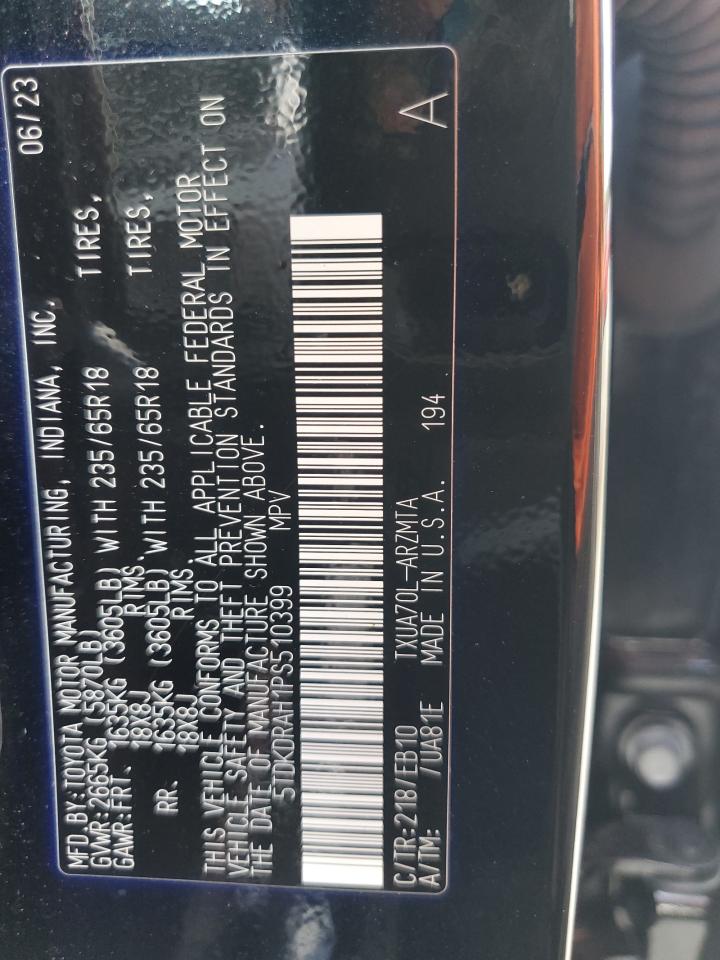 MFD.BY:TOYOTA MOTOR MANUFACTURING, INDIANA, INC. 06/23
GVWR:2665KG (5870LB)
GAWR:FRT. 1635KG (3605LB) WITH 235/65R18 TIRES,
18X8J RIMS,
RR. 1635KG (3605LB) WITH 235/65R18 TIRES,
18X8J RIMS.
THIS VEHICLE CONFORMS TO ALL APPLICABLE FEDERAL MOTOR
VEHICLE SAFETY AND THEFT PREVENTION STANDARDS IN EFFECT ON
THE DATE OF MANUFACTURE SHOWN ABOVE.
5TDKDRAH1PS510399 MPV
C/TR:218/EB10 TXUA70L-ARZMTA
A/TM: /UA81E MADE IN U.S.A. 194 A